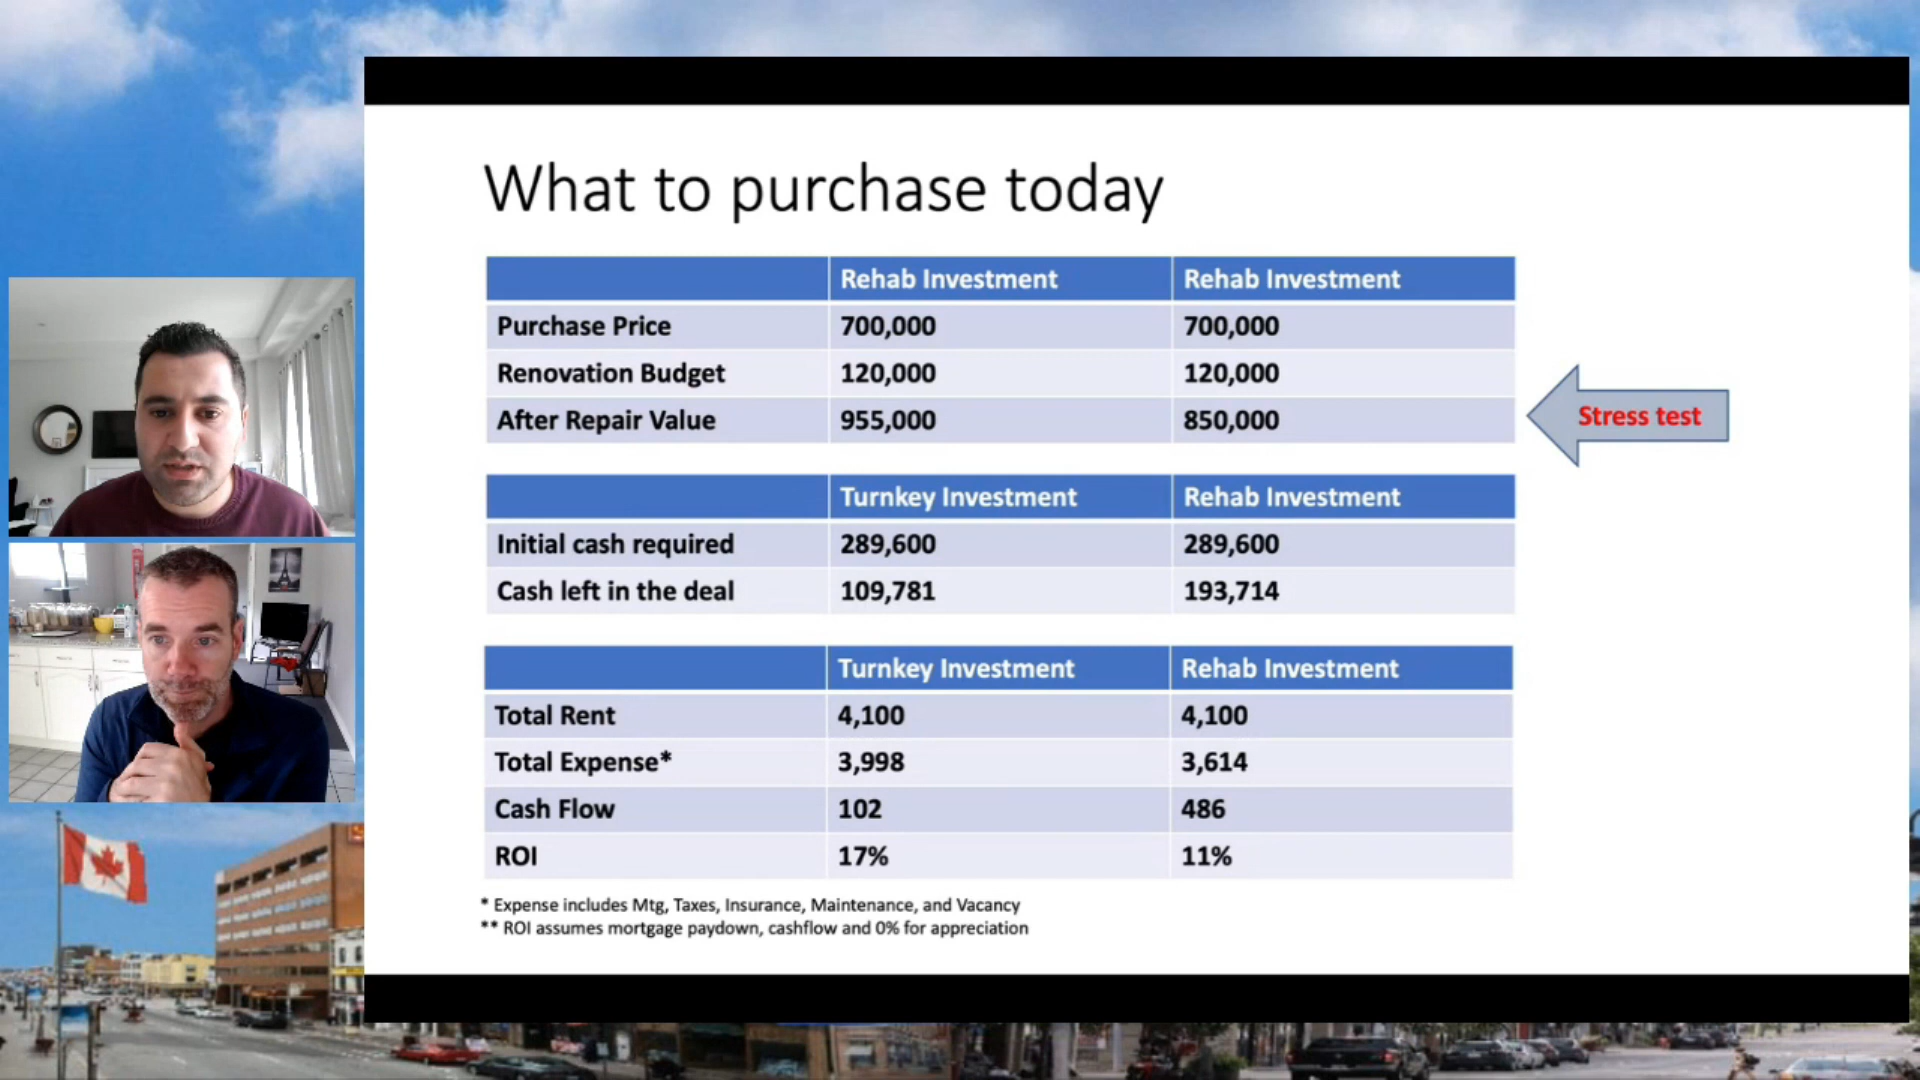 What to purchase today
Rehab Investment Rehab Investment
Purchase Price 700,000 700,000
Renovation Budget 120,000 120,000
After Repair Value 955,000 850,000
Stress test
Turnkey Investment Rehab Investment
Initial cash required 289,600 289,600
Cash left in the deal 109,781 193,714
Turnkey Investment Rehab Investment
Total Rent 4,100 4,100
Total Expense* 3,998 3,614
Cash Flow 102 486
ROI 17% 11%
* Expense includes Mtg, Taxes, Insurance, Maintenance, and Vacancy
** ROI assumes mortgage paydown, cashflow and 0% for appreciation